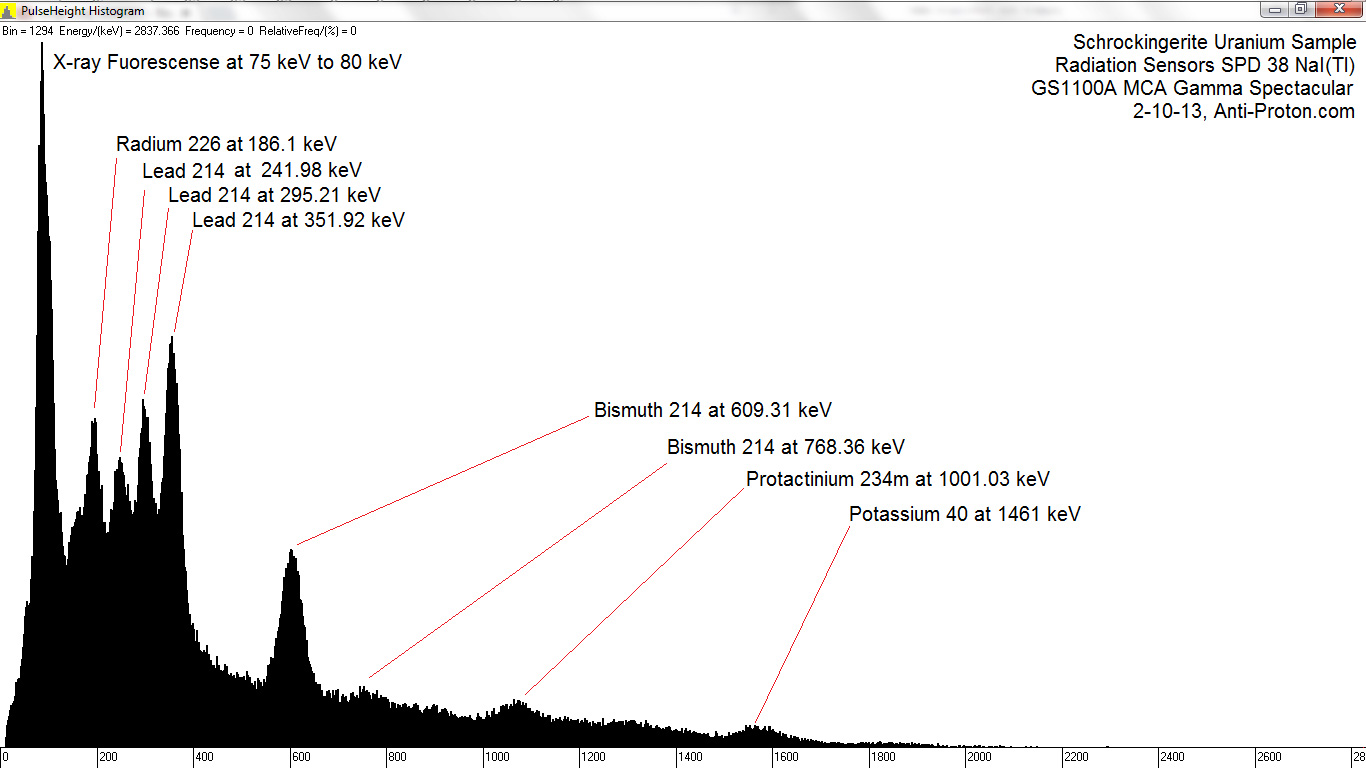 PulseHeight Histogram
Bin = 1294 Energy/(keV) = 2837.366 Frequency = 0 RelativeFreq/(%) = 0
X-ray Fuorescense at 75 keV to 80 keV
Schrockingerite Uranium Sample
Radiation Sensors SPD 38 NaI(Tl)
GS1100A MCA Gamma Spectacular
2-10-13, Anti-Proton.com
Radium 226 at 186.1 keV
Lead 214 at 241.98 keV
Lead 214 at 295.21 keV
Lead 214 at 351.92 keV
Bismuth 214 at 609.31 keV
Bismuth 214 at 768.36 keV
Protactinium 234m at 1001.03 keV
Potassium 40 at 1461 keV
0 200 400 600 800 1000 1200 1400 1600 1800 2000 2200 2400 2600 28